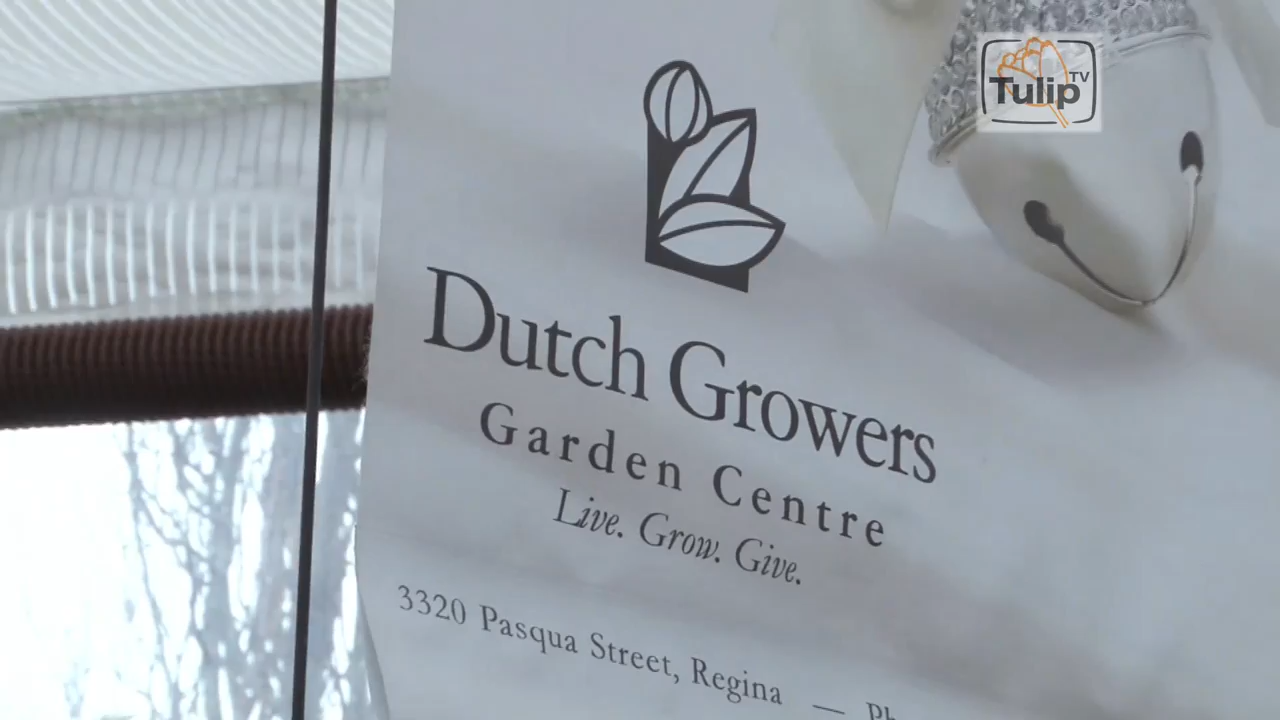 Tulip TV
Dutch Growers
Garden Centre
Live. Grow. Give.
3320 Pasqua Street, Regina —